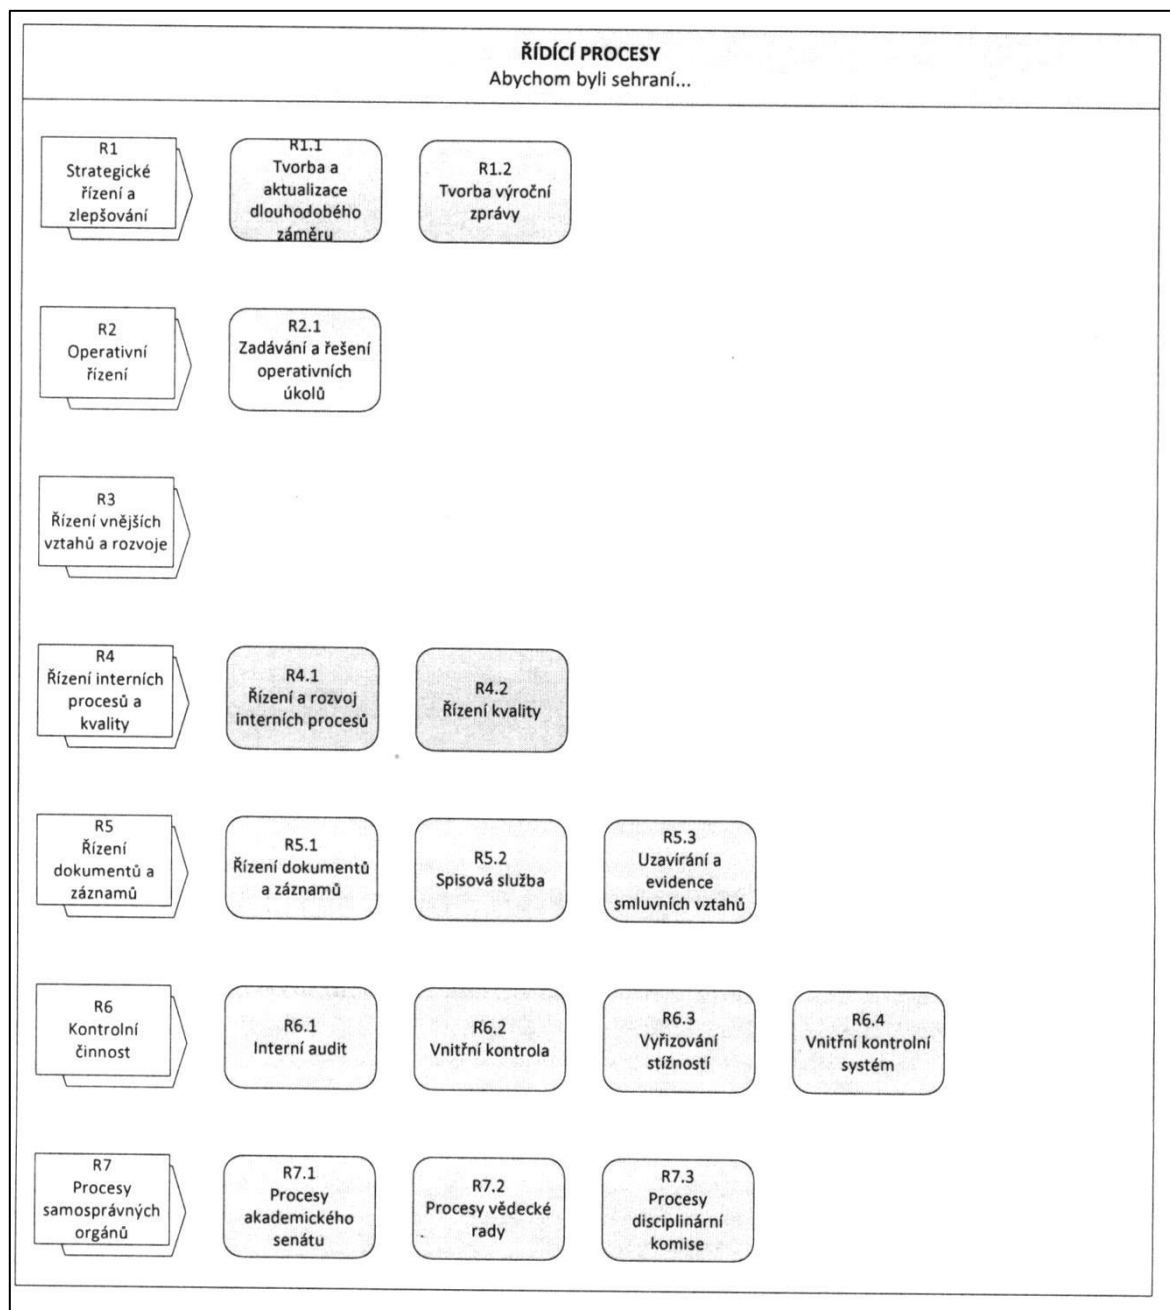 ŘÍDÍCÍ PROCESY
Abychom byli sehraní...
R1
Strategické
řízení a
zlepšování
R1.1
Tvorba a
aktualizace
dlouhodobého
záměru
R1.2
Tvorba výroční
zprávy
R2
Operativní
řízení
R2.1
Zadávání a řešení
operativních
úkolů
R3
Řízení vnějších
vztahů a rozvoje
R4
Řízení interních
procesů a
kvality
R4.1
Řízení a rozvoj
interních procesů
R4.2
Řízení kvality
R5
Řízení
dokumentů a
záznamů
R5.1
Řízení dokumentů
a záznamů
R5.2
Spisová služba
R5.3
Uzavírání a
evidence
smluvních vztahů
R6
Kontrolní
činnost
R6.1
Interní audit
R6.2
Vnitřní kontrola
R6.3
Vyřizování
stížností
R6.4
Vnitřní kontrolní
systém
R7
Procesy
samosprávných
orgánů
R7.1
Procesy
akademického
senátu
R7.2
Procesy vědecké
rady
R7.3
Procesy
disciplinární
komise